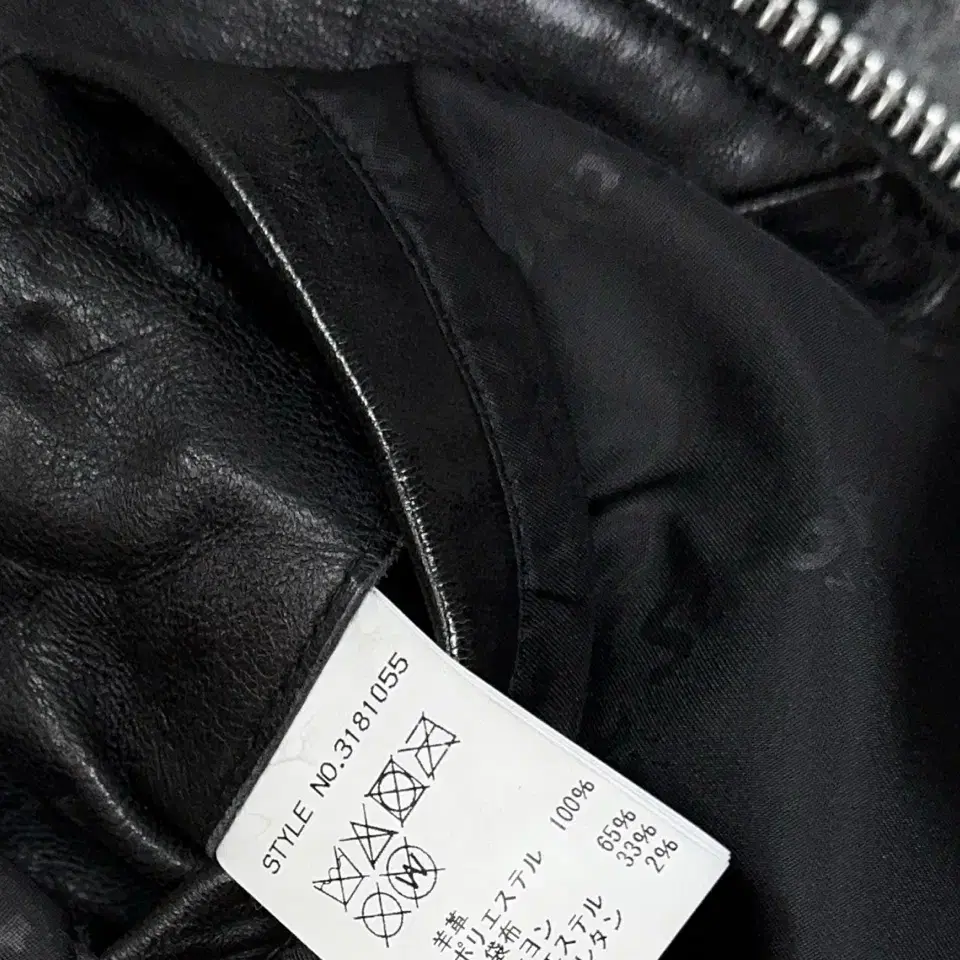 STYLE NO.3181055
羊革
ポリエステル 100%
袋布
ヨン 65%
エステル 33%
タン 2%